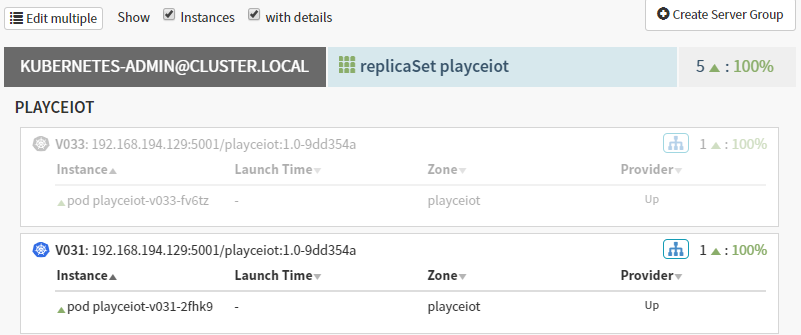 Edit multiple Show Instances with details Create Server Group
KUBERNETES-ADMIN@CLUSTER.LOCAL replicaSet playceiot 5 : 100%
PLAYCEIOT
V033: 192.168.194.129:5001/playceiot:1.0-9dd354a 1 : 100%
Instance Launch Time Zone Provider
pod playceiot-v033-fv6tz - playceiot Up
V031: 192.168.194.129:5001/playceiot:1.0-9dd354a 1 : 100%
Instance Launch Time Zone Provider
pod playceiot-v031-2fhk9 - playceiot Up